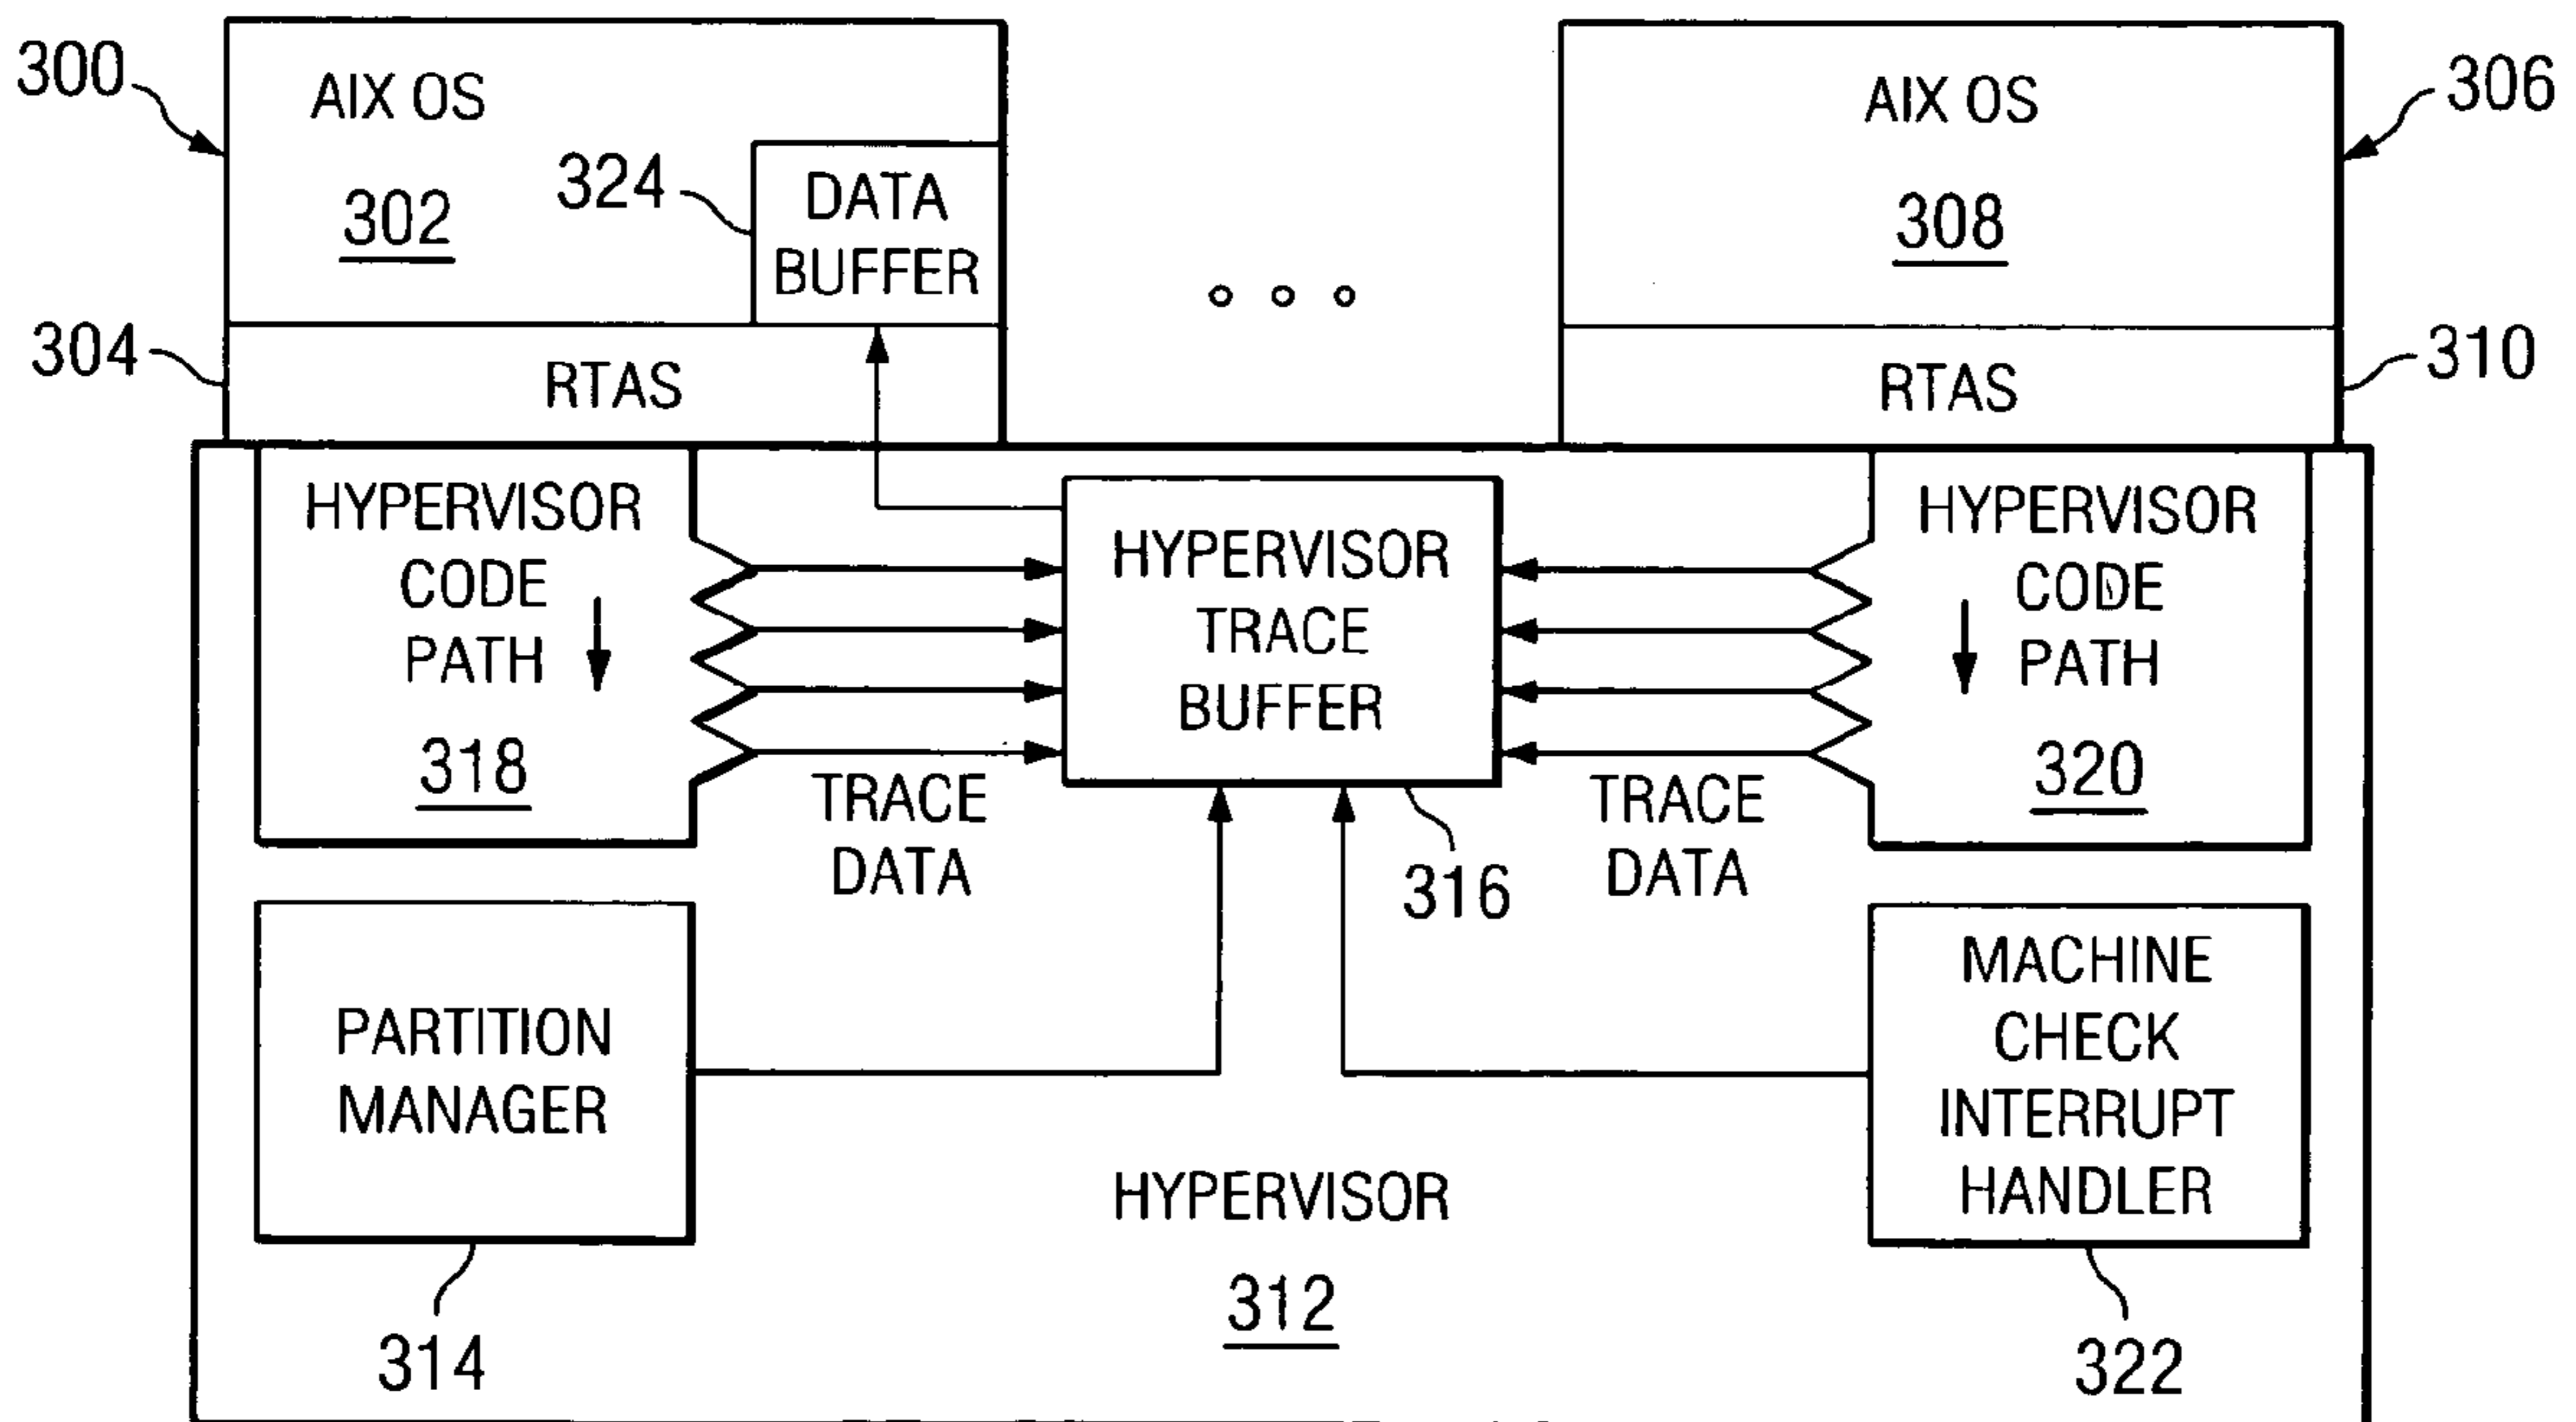 300
AIX OS
302
324
DATA
BUFFER
304
RTAS
AIX OS
308
306
RTAS
310
HYPERVISOR
CODE
PATH
318
TRACE
DATA
HYPERVISOR
TRACE
BUFFER
316
TRACE
DATA
HYPERVISOR
CODE
PATH
320
PARTITION
MANAGER
314
HYPERVISOR
312
MACHINE
CHECK
INTERRUPT
HANDLER
322